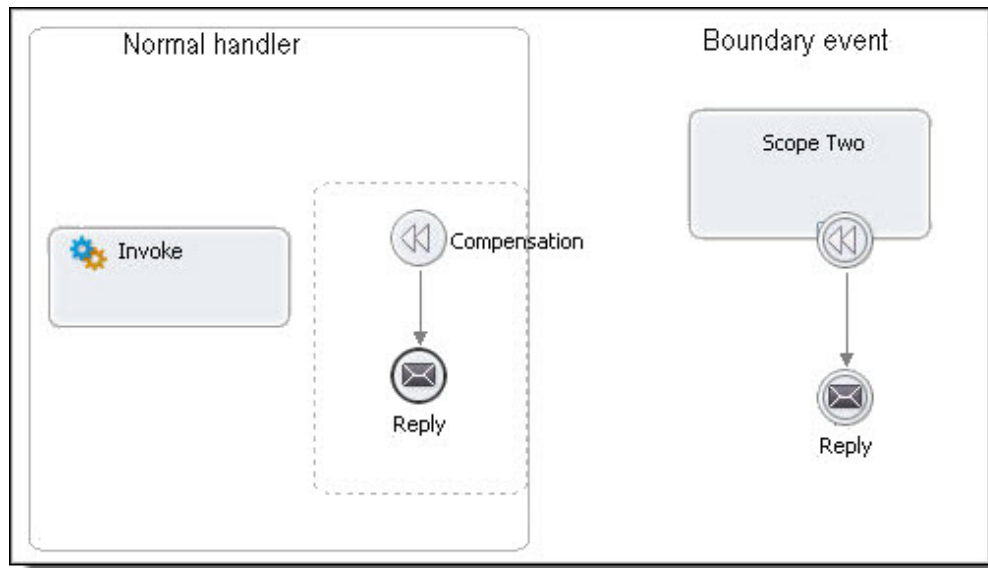 Normal handler
Boundary event
Scope Two
Invoke
Compensation
Reply
Reply